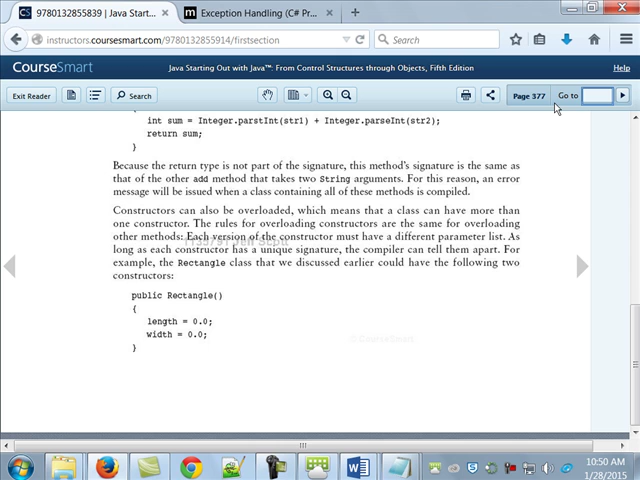 9780132855839 | Java Start...
Exception Handling (C# Pr...
instructors.coursesmart.com/9780132855914/firstsection
Search
CourseSmart
Java Starting Out with Java™: From Control Structures through Objects, Fifth Edition
Help
Exit Reader
Search
Page 377
Go to
{
int sum = Integer.parstInt(str1) + Integer.parseInt(str2);
return sum;
}
Because the return type is not part of the signature, this method's signature is the same as
that of the other add method that takes two String arguments. For this reason, an error
message will be issued when a class containing all of these methods is compiled.
Constructors can also be overloaded, which means that a class can have more than
one constructor. The rules for overloading constructors are the same for overloading
other methods: Each version of the constructor must have a different parameter list. As
long as each constructor has a unique signature, the compiler can tell them apart. For
example, the Rectangle class that we discussed earlier could have the following two
constructors:
public Rectangle()
{
length = 0.0;
width = 0.0;
}
© CourseSmart
10:50 AM
1/28/2015